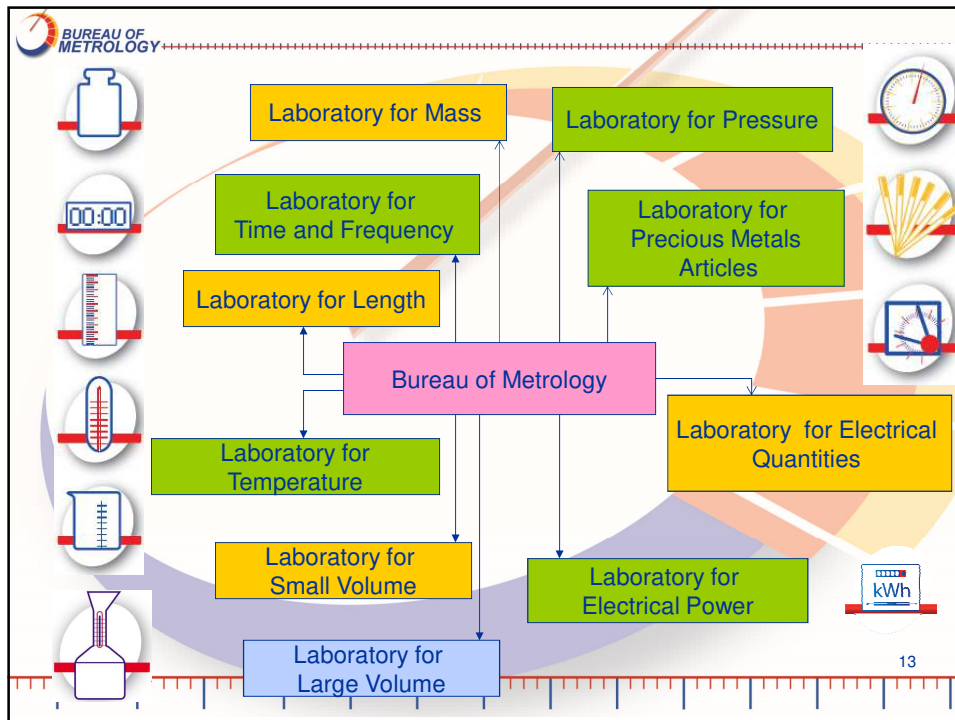 BUREAU OF
METROLOGY
Laboratory for Mass
Laboratory for Pressure
Laboratory for
Time and Frequency
Laboratory for
Precious Metals
Articles
00:00
Laboratory for Length
Bureau of Metrology
Laboratory for Electrical
Quantities
Laboratory for
Temperature
Laboratory for
Small Volume
Laboratory for
Electrical Power
kWh
Laboratory for
Large Volume
13